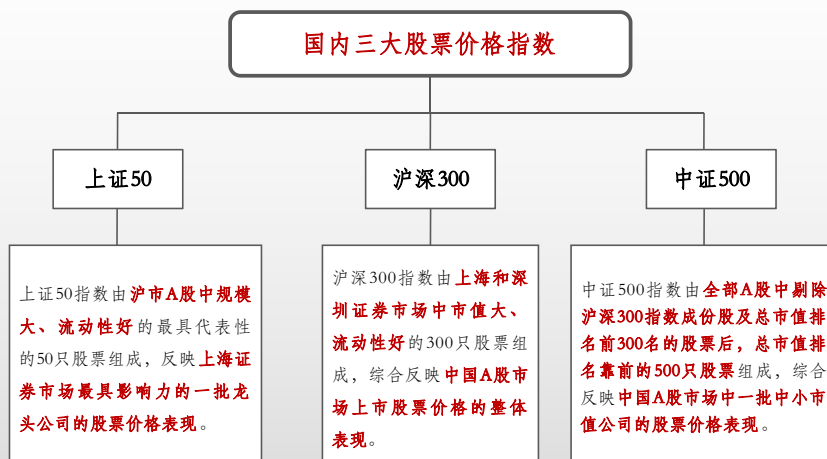 国内三大股票价格指数
上证50
沪深300
中证500
上证50指数由沪市A股中规模
大、流动性好的最具代表性
的50只股票组成，反映上海证
券市场最具影响力的一批龙
头公司的股票价格表现。
沪深300指数由上海和深
圳证券市场中市值大、
流动性好的300只股票组
成，综合反映中国A股市
场上市股票价格的整体
表现。
中证500指数由全部A股中剔除
沪深300指数成份股及总市值排
名前300名的股票后，总市值排
名靠前的500只股票组成，综合
反映中国A股市场中一批中小市
值公司的股票价格表现。